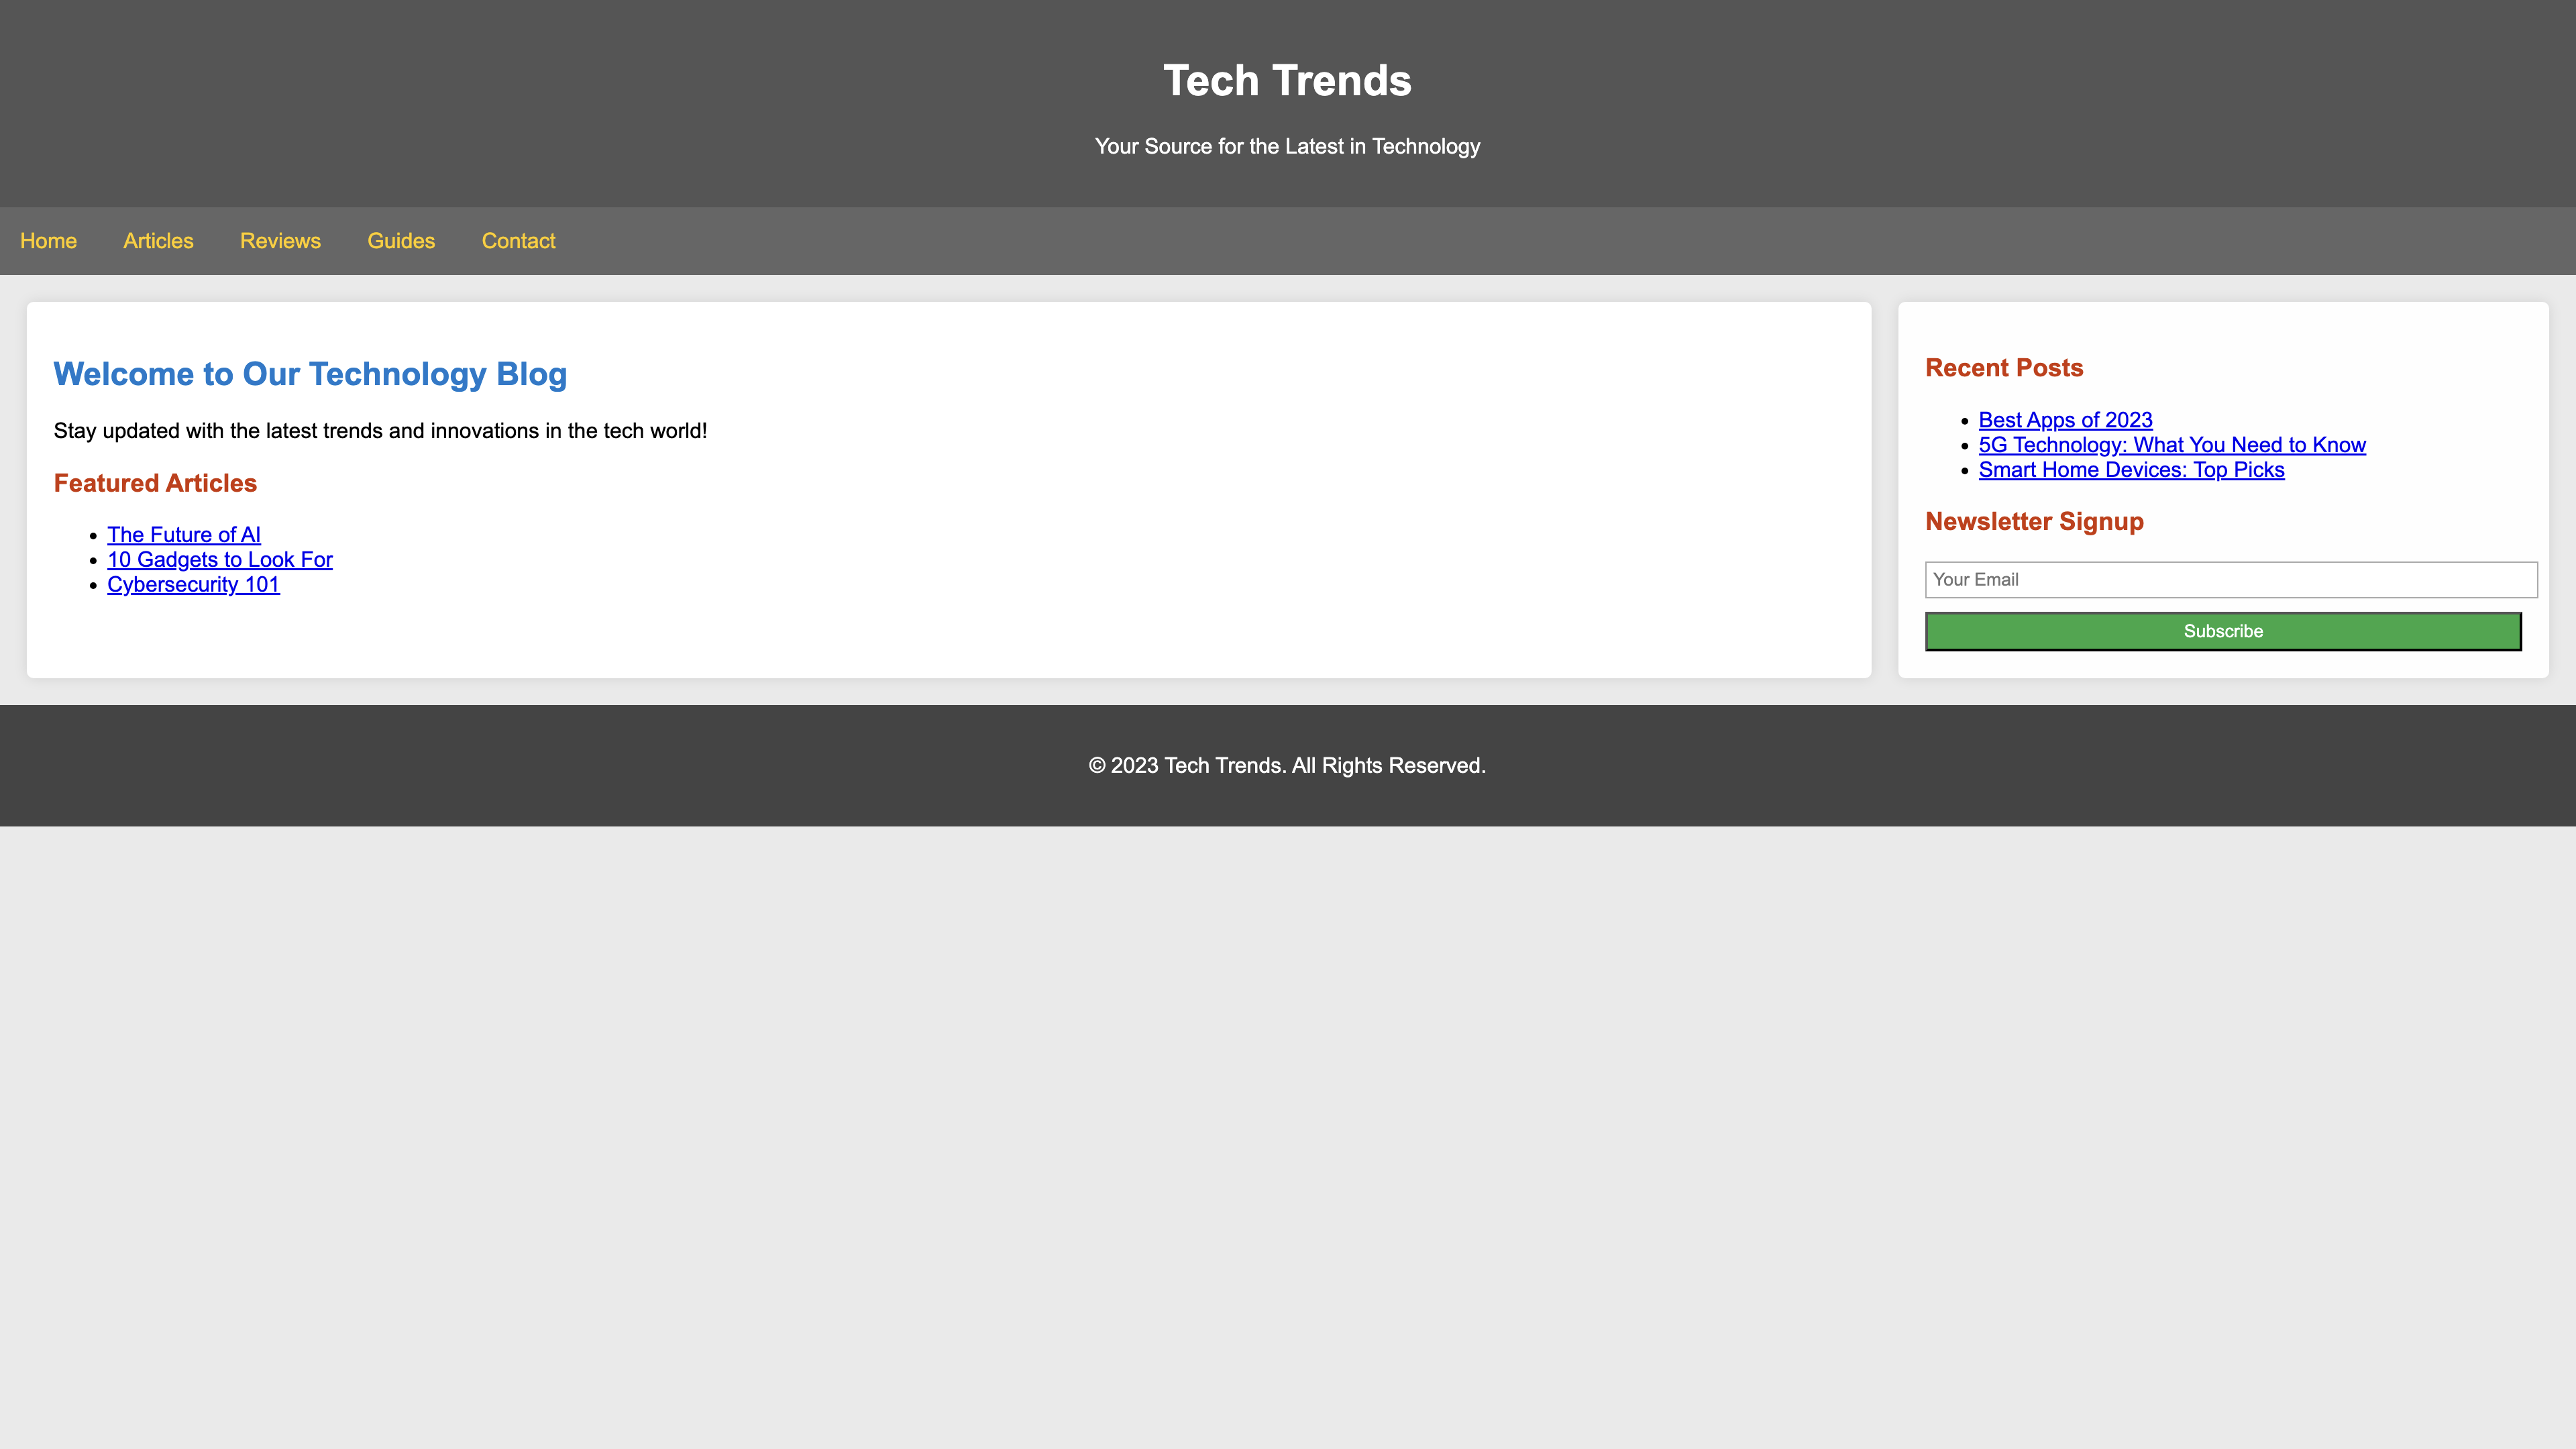 Tech Trends
Your Source for the Latest in Technology
Home Articles Reviews Guides Contact
Welcome to Our Technology Blog
Stay updated with the latest trends and innovations in the tech world!
Featured Articles
The Future of AI
10 Gadgets to Look For
Cybersecurity 101
Recent Posts
Best Apps of 2023
5G Technology: What You Need to Know
Smart Home Devices: Top Picks
Newsletter Signup
Your Email
Subscribe
© 2023 Tech Trends. All Rights Reserved.